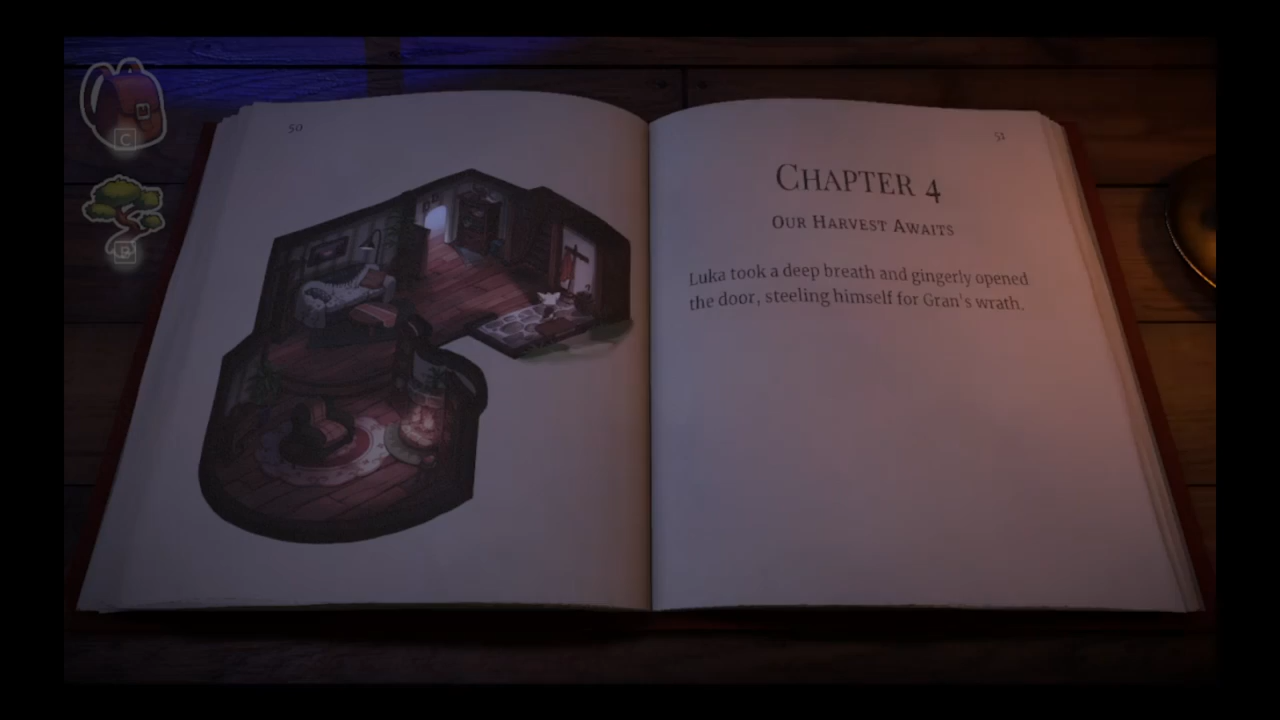 50
51
Chapter 4
Our Harvest Awaits
Luka took a deep breath and gingerly opened
the door, steeling himself for Gran's wrath.
C